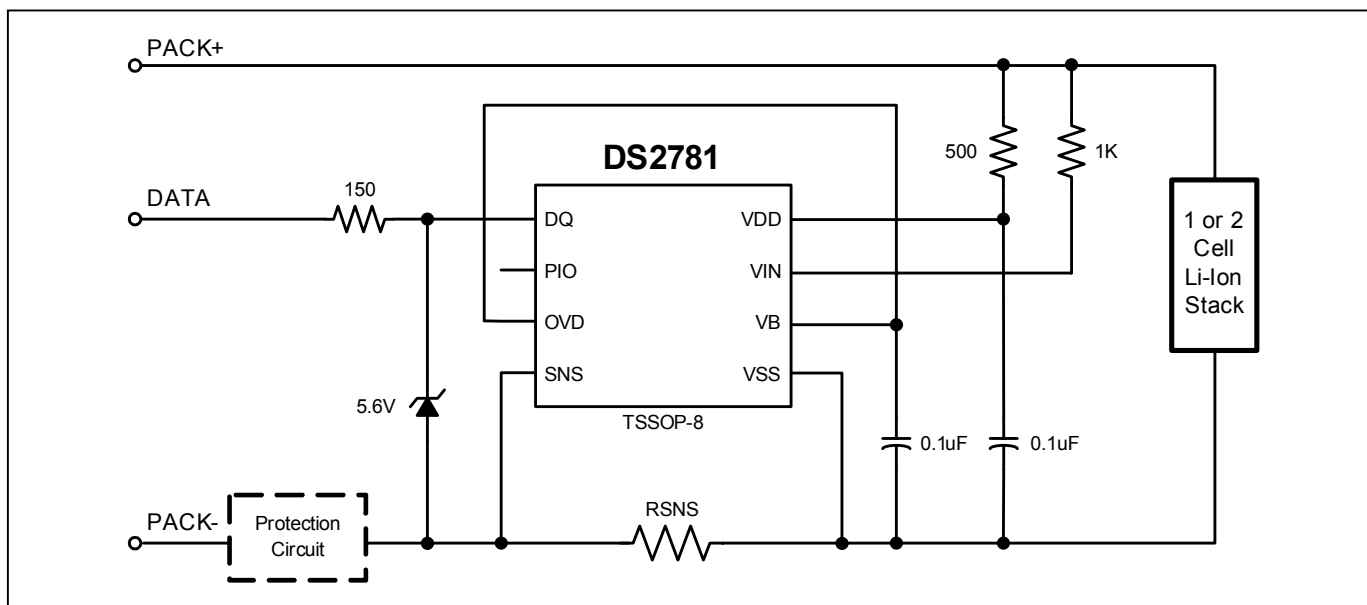 PACK+
DS2781
500
1K
DATA
150
DQ
VDD
1 or 2
Cell
Li-Ion
Stack
PIO
VIN
OVD
VB
SNS
VSS
5.6V
TSSOP-8
0.1uF
0.1uF
PACK-
Protection
Circuit
RSNS